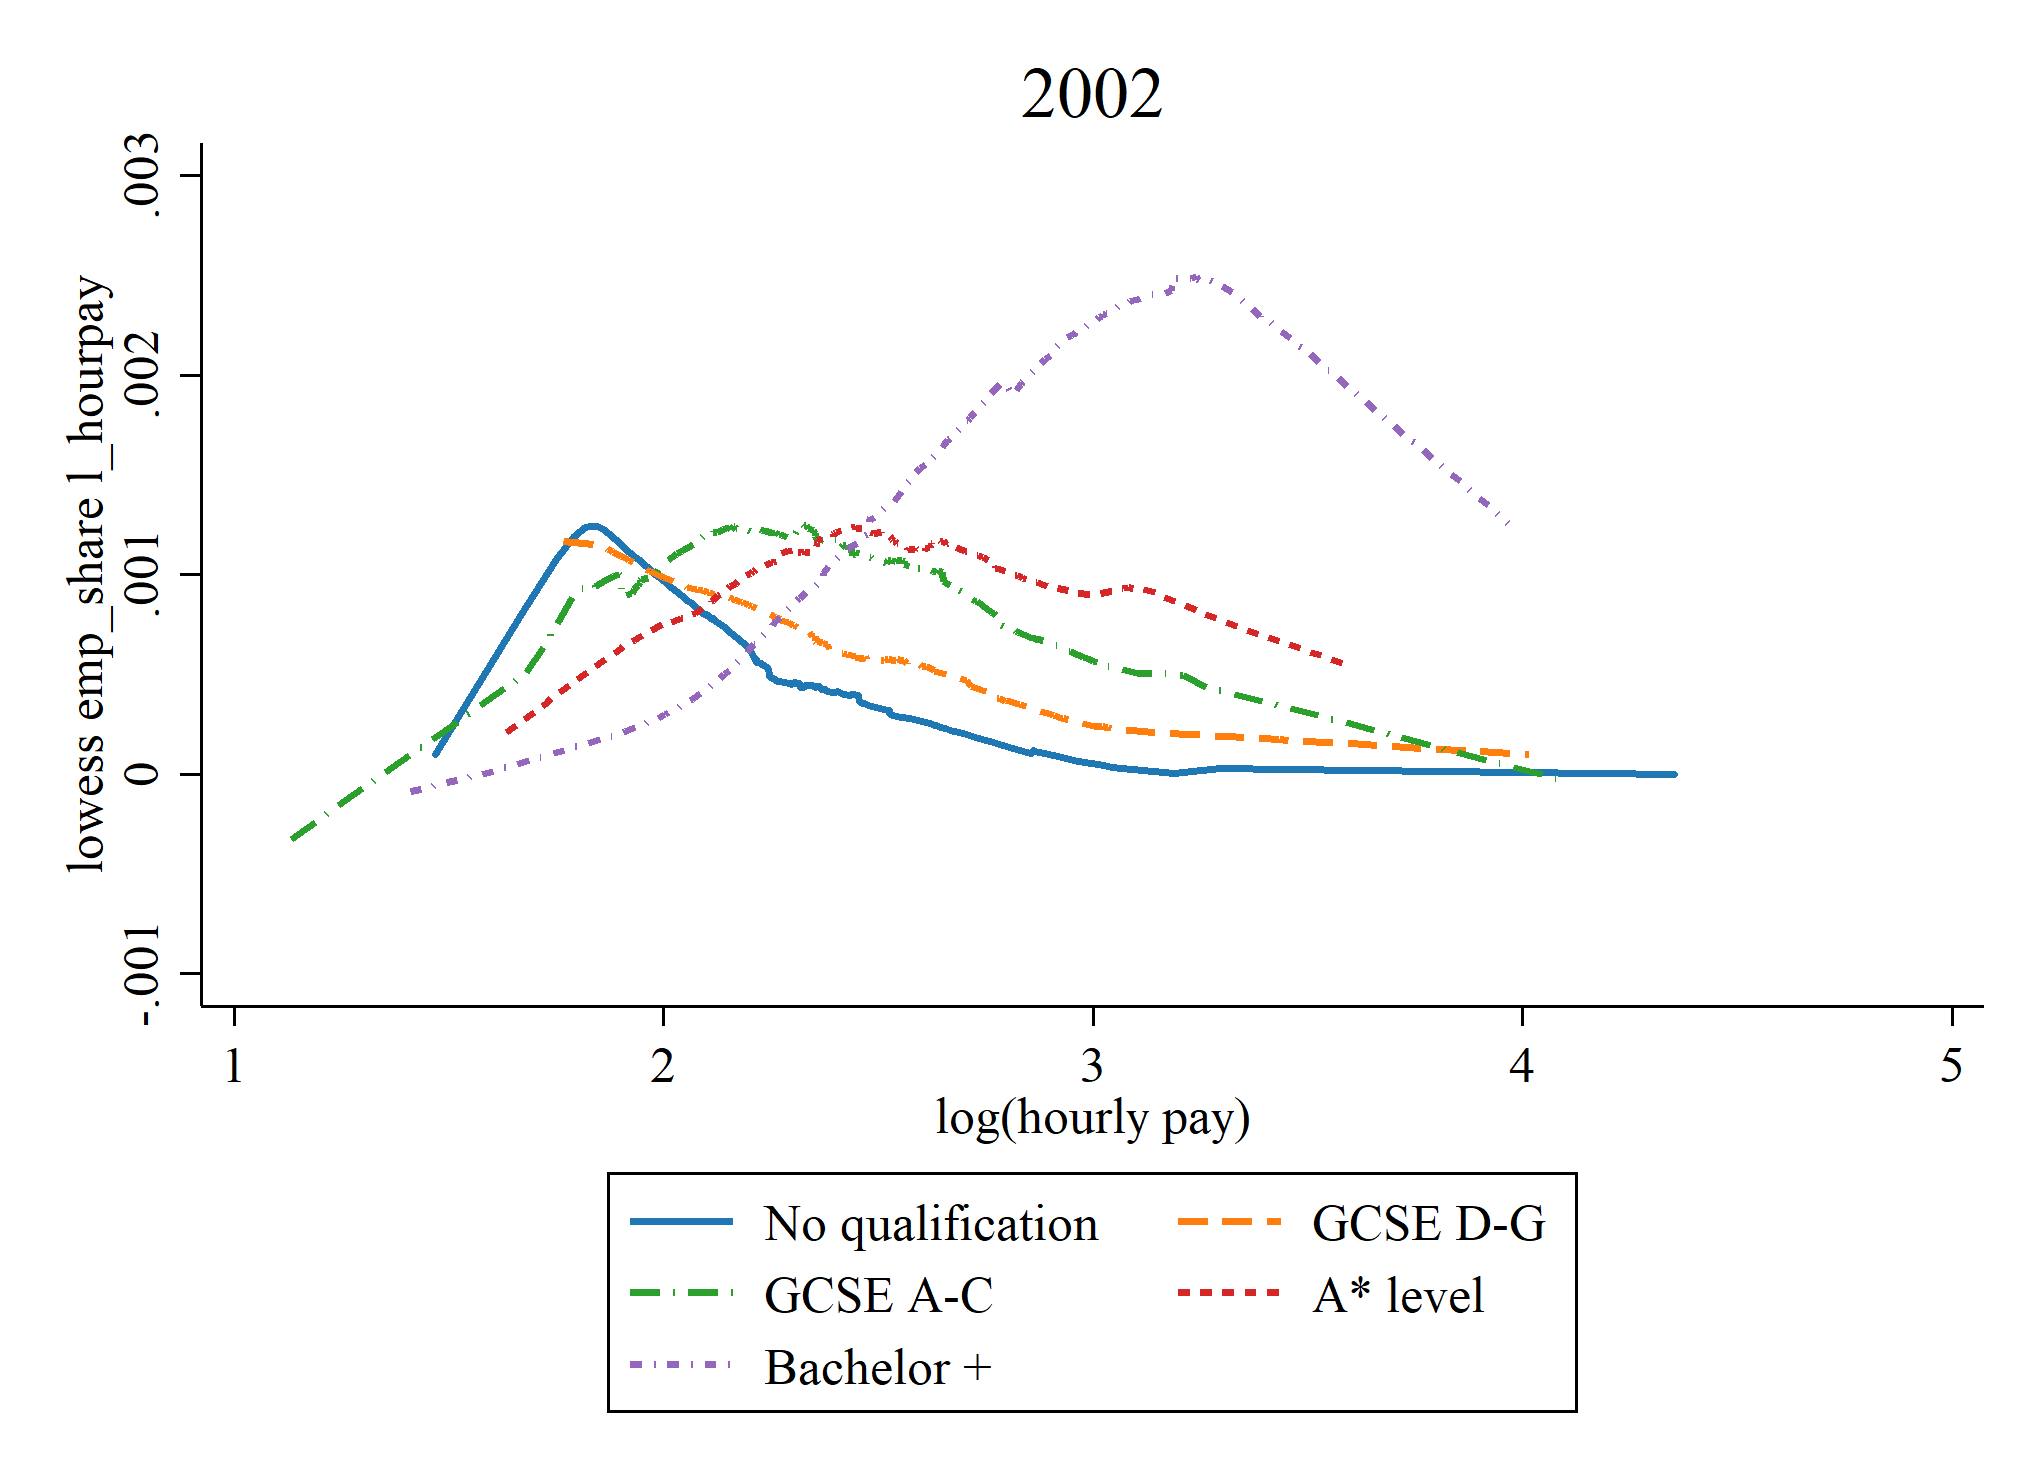 2002
lowess emp_share l_hourpay
.003
.002
.001
0
-.001
1 2 3 4 5
log(hourly pay)
No qualification GCSE D-G
GCSE A-C A* level
Bachelor +